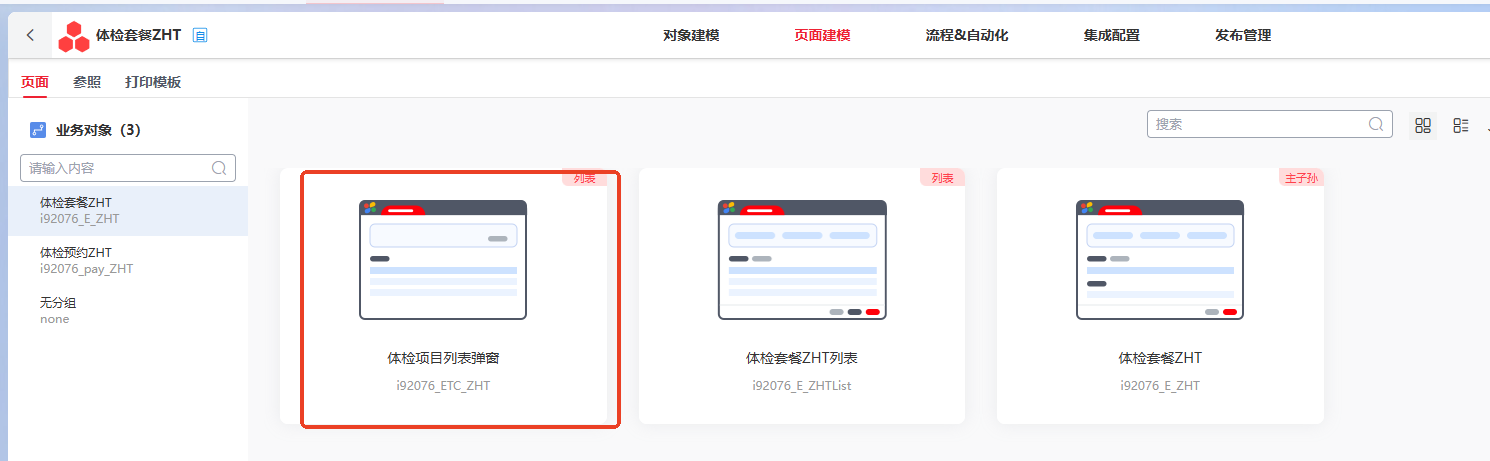 体检套餐ZHT
对象建模
页面建模
流程&自动化
集成配置
发布管理
页面
参照
打印模板
业务对象（3）
请输入内容
体检套餐ZHT
i92076_E_ZHT
体检预约ZHT
i92076_pay_ZHT
无分组
none
搜索
列表
体检项目列表弹窗
i92076_ETC_ZHT
列表
体检套餐ZHT列表
i92076_E_ZHTList
主子孙
体检套餐ZHT
i92076_E_ZHT